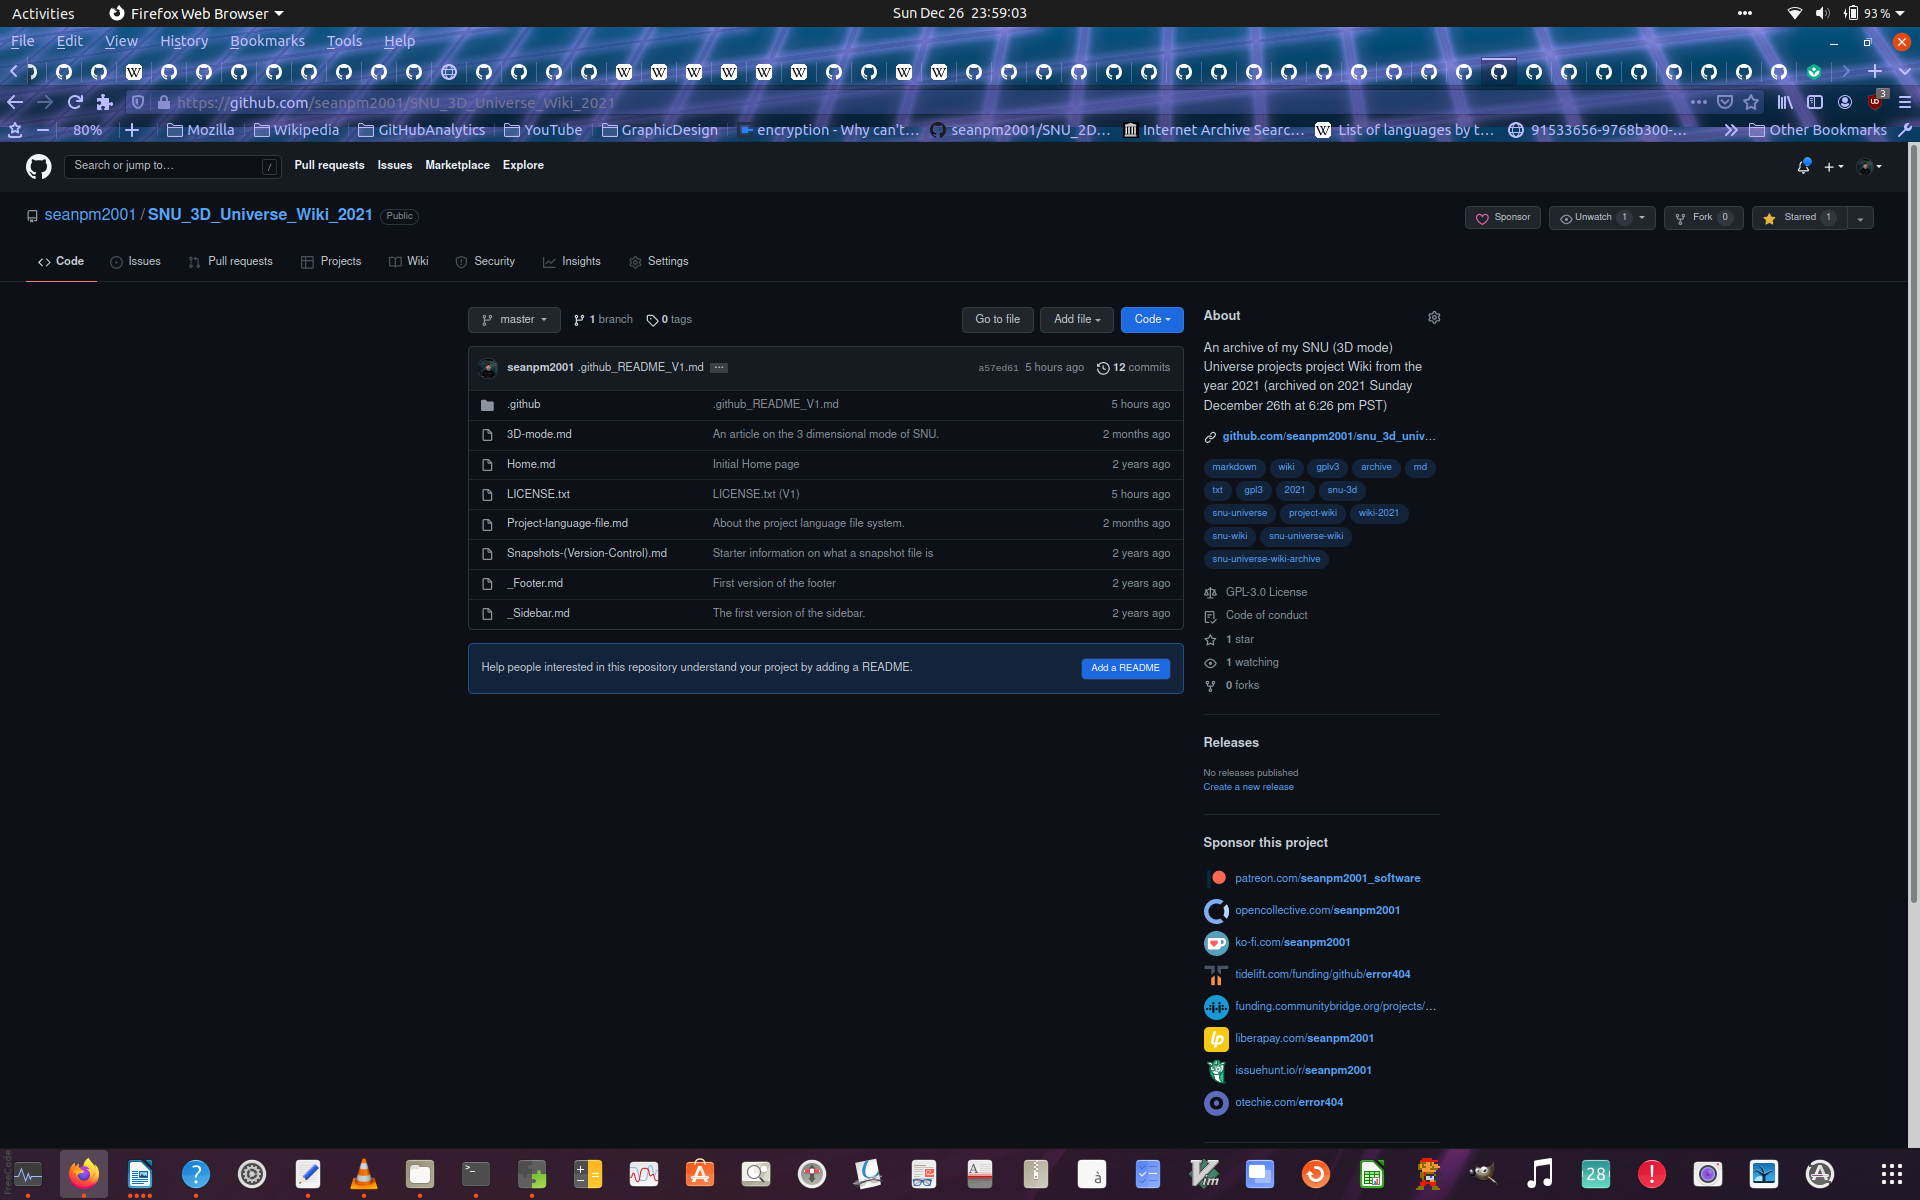 Activities Firefox Web Browser Sun Dec 26 23:59:03 93 %
File Edit View History Bookmarks Tools Help
https://github.com/seanpm2001/SNU_3D_Universe_Wiki_2021 3
80% Mozilla Wikipedia GitHubAnalytics YouTube GraphicDesign encryption - Why can't… seanpm2001/SNU_2D… Internet Archive Searc… List of languages by t… 91533656-9768b300-… Other Bookmarks
Search or jump to… / Pull requests Issues Marketplace Explore
seanpm2001 / SNU_3D_Universe_Wiki_2021 Public Sponsor Unwatch 1 Fork 0 Starred 1
Code Issues Pull requests Projects Wiki Security Insights Settings
master 1 branch 0 tags Go to file Add file Code
seanpm2001 .github_README_V1.md ··· a57ed61 5 hours ago 12 commits
.github .github_README_V1.md 5 hours ago
3D-mode.md An article on the 3 dimensional mode of SNU. 2 months ago
Home.md Initial Home page 2 years ago
LICENSE.txt LICENSE.txt (V1) 5 hours ago
Project-language-file.md About the project language file system. 2 months ago
Snapshots-(Version-Control).md Starter information on what a snapshot file is 2 years ago
_Footer.md First version of the footer 2 years ago
_Sidebar.md The first version of the sidebar. 2 years ago
Help people interested in this repository understand your project by adding a README. Add a README
About
An archive of my SNU (3D mode)
Universe projects project Wiki from the
year 2021 (archived on 2021 Sunday
December 26th at 6:26 pm PST)
github.com/seanpm2001/snu_3d_univ…
markdown wiki gplv3 archive md
txt gpl3 2021 snu-3d
snu-universe project-wiki wiki-2021
snu-wiki snu-universe-wiki
snu-universe-wiki-archive
GPL-3.0 License
Code of conduct
1 star
1 watching
0 forks
Releases
No releases published
Create a new release
Sponsor this project
patreon.com/seanpm2001_software
opencollective.com/seanpm2001
ko-fi.com/seanpm2001
tidelift.com/funding/github/error404
funding.communitybridge.org/projects/…
liberapay.com/seanpm2001
issuehunt.io/r/seanpm2001
otechie.com/error404
28